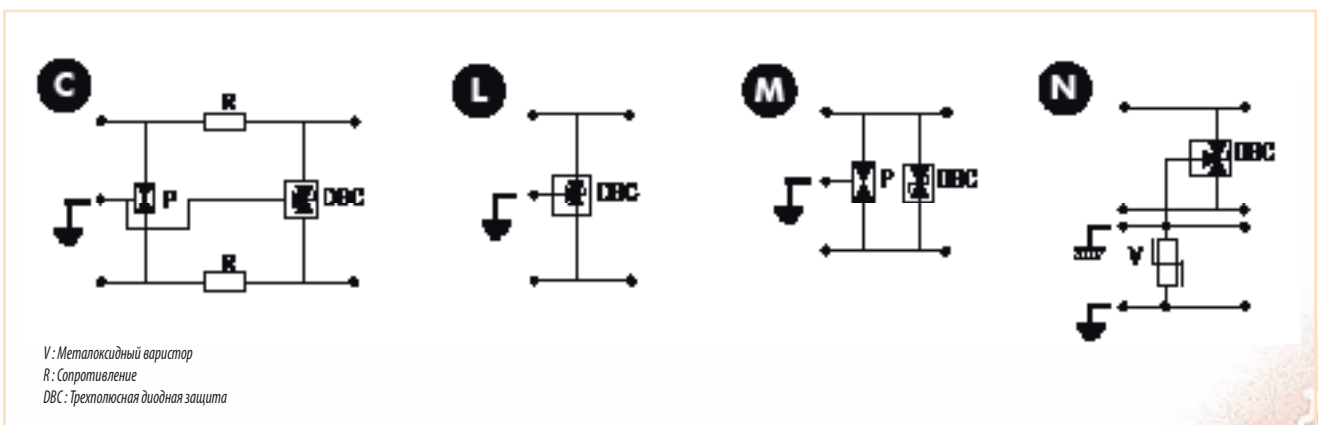 C
L
M
N
R
P
DBC
R
DBC
P
DBC
DBC
V
V : Металоксидный варистор
R : Сопротивление
DBC : Трехполюсная диодная защита